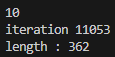 10
iteration 11053
length : 362